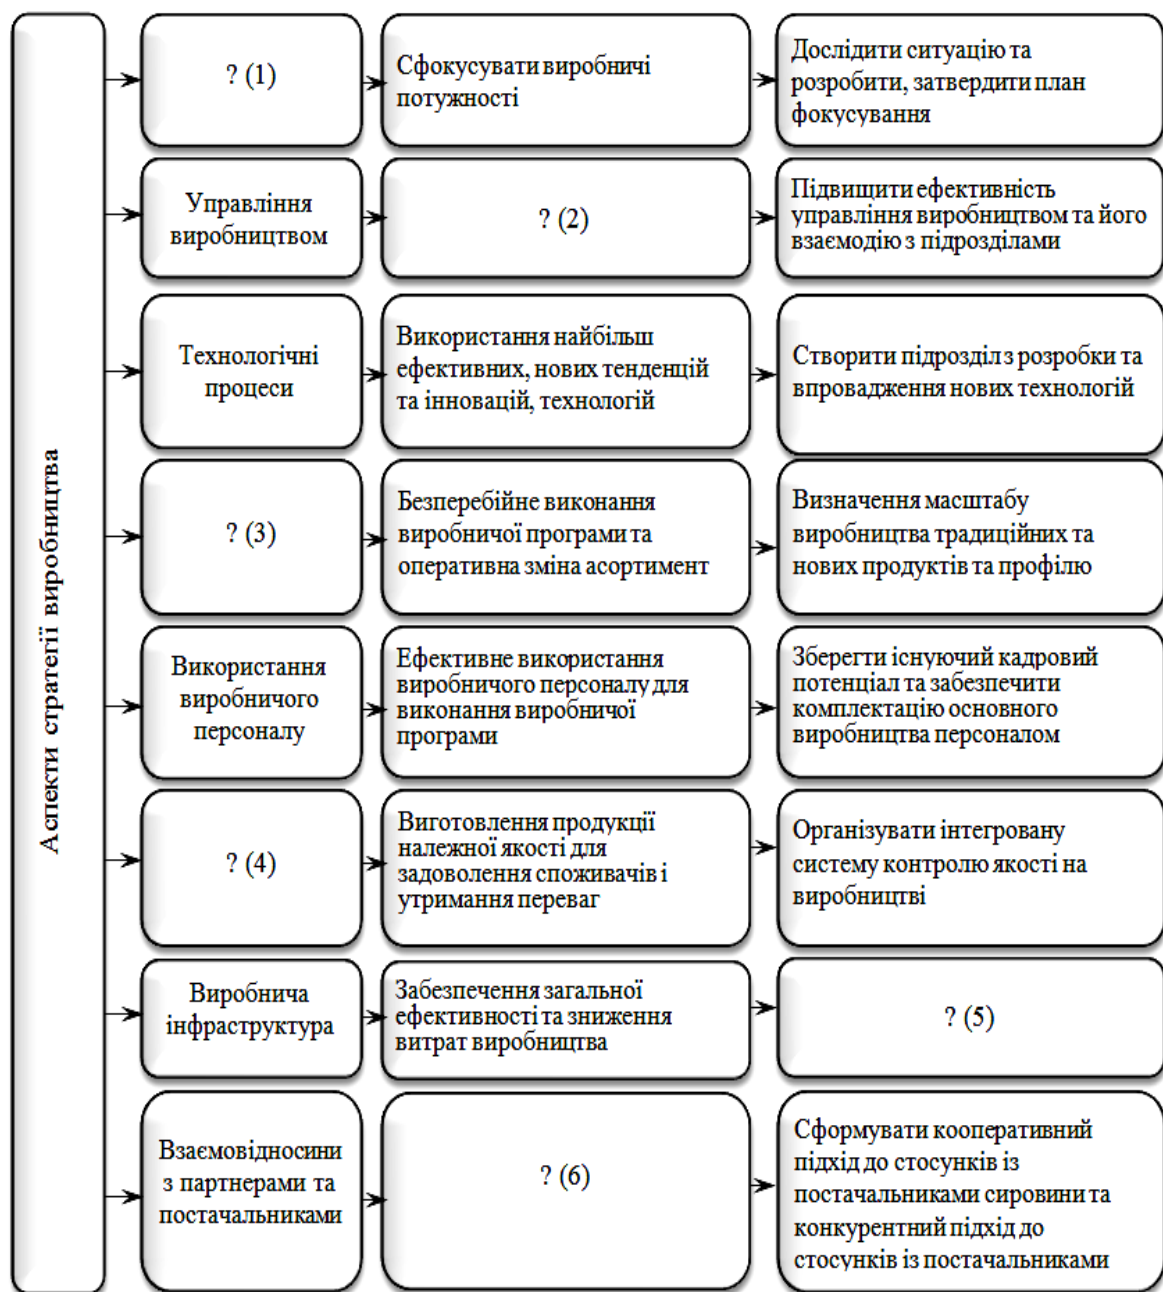 Аспекти стратегії виробництва
? (1)
Сфокусувати виробничі
потужності
Дослідити ситуацію та
розробити, затвердити план
фокусування
Управління
виробництвом
? (2)
Підвищити ефективність
управління виробництвом та його
взаємодію з підрозділами
Технологічні
процеси
Використання найбільш
ефективних, нових тенденцій
та інновацій, технологій
Створити підрозділ з розробки та
впровадження нових технологій
? (3)
Безперебійне виконання
виробничої програми та
оперативна зміна асортимент
Визначення масштабу
виробництва традиційних та
нових продуктів та профілю
Використання
виробничого
персоналу
Ефективне використання
виробничого персоналу для
виконання виробничої
програми
Зберегти існуючий кадровий
потенціал та забезпечити
комплектацію основного
виробництва персоналом
? (4)
Виготовлення продукції
належної якості для
задоволення споживачів і
утримання переваг
Організувати інтегровану
систему контролю якості на
виробництві
Виробнича
інфраструктура
Забезпечення загальної
ефективності та зниження
витрат виробництва
? (5)
Взаємовідносини
з партнерами та
постачальниками
? (6)
Сформувати кооперативний
підхід до стосунків із
постачальниками сировини та
конкурентний підхід до
стосунків із постачальниками